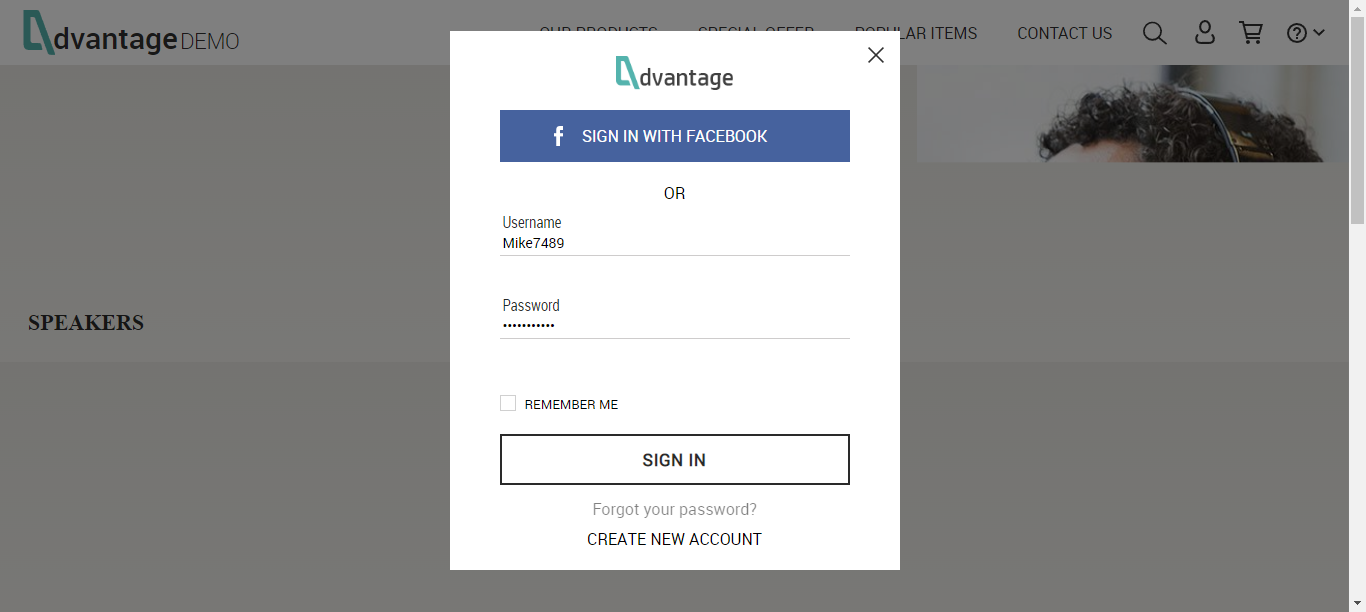 dvantage DEMO
OUR PRODUCTS SPECIAL OFFER POPULAR ITEMS CONTACT US
dvantage
f SIGN IN WITH FACEBOOK
OR
Username
Mike7489
Password
•••••••••••
SPEAKERS
REMEMBER ME
SIGN IN
Forgot your password?
CREATE NEW ACCOUNT